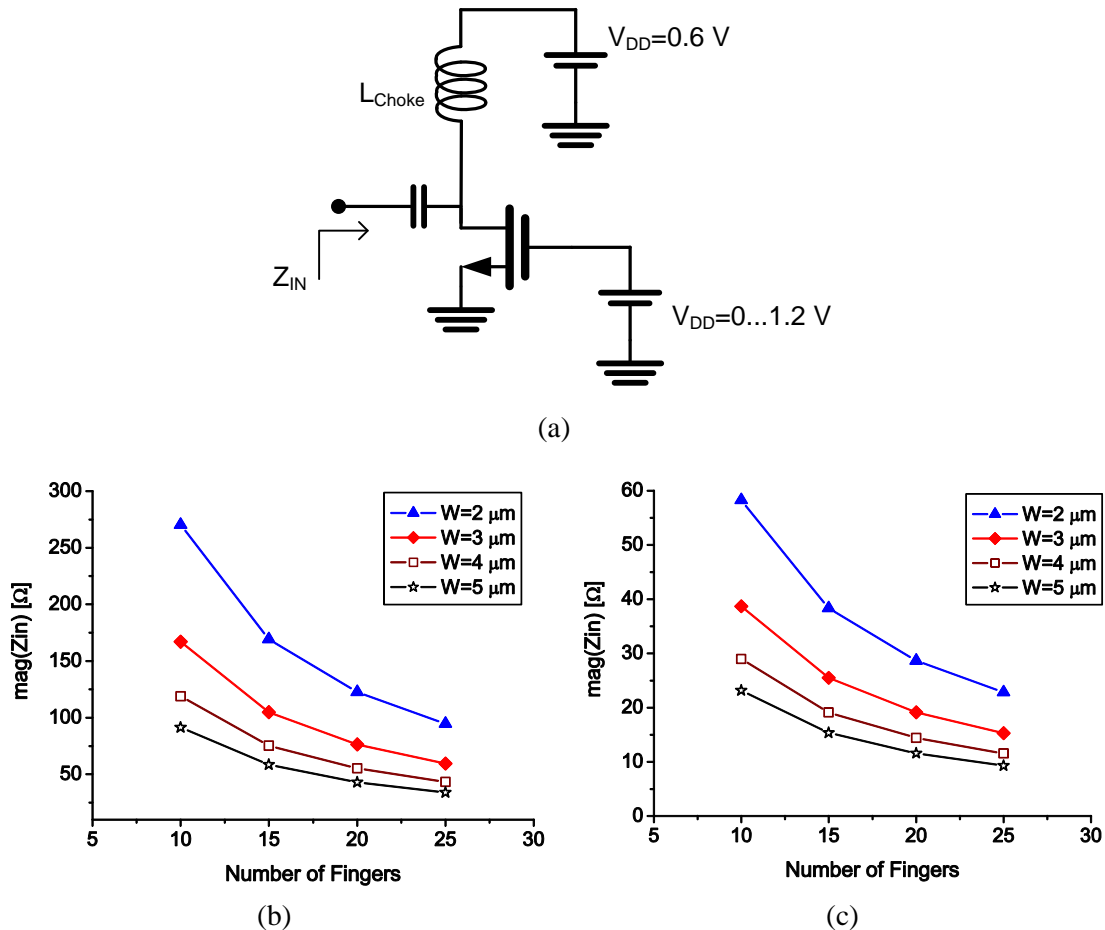 V_DD=0.6 V
L_Choke
Z_IN
V_DD=0...1.2 V
(a)
mag(Zin) [Ω]
300
250
200
150
100
50
5
10
15
20
25
30
Number of Fingers
W=2 μm
W=3 μm
W=4 μm
W=5 μm
(b)
mag(Zin) [Ω]
60
50
40
30
20
10
0
5
10
15
20
25
30
Number of Fingers
W=2 μm
W=3 μm
W=4 μm
W=5 μm
(c)